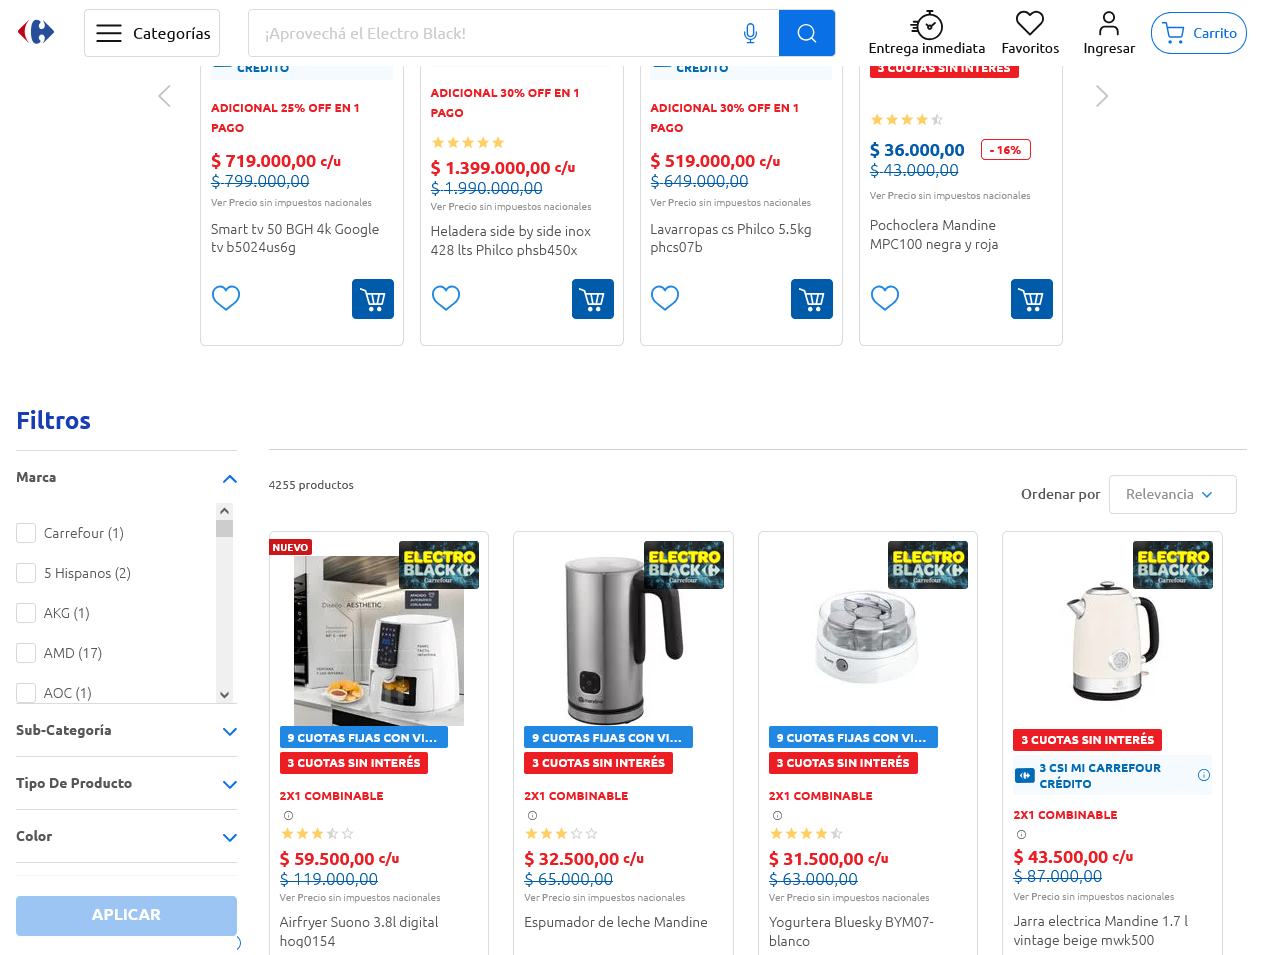 Categorías
¡Aprovechá el Electro Black!
Entrega inmediata
Favoritos
Ingresar
Carrito
CRÉDITO
ADICIONAL 25% OFF EN 1
PAGO
$ 719.000,00 c/u
$ 799.000,00
Ver Precio sin impuestos nacionales
Smart tv 50 BGH 4k Google
tv b5024us6g
ADICIONAL 30% OFF EN 1
PAGO
$ 1.399.000,00 c/u
$ 1.990.000,00
Ver Precio sin impuestos nacionales
Heladera side by side inox
428 lts Philco phsb450x
CRÉDITO
ADICIONAL 30% OFF EN 1
PAGO
$ 519.000,00 c/u
$ 649.000,00
Ver Precio sin impuestos nacionales
Lavarropas cs Philco 5.5kg
phcs07b
3 CUOTAS SIN INTERÉS
$ 36.000,00
- 16%
$ 43.000,00
Ver Precio sin impuestos nacionales
Pochoclera Mandine
MPC100 negra y roja
Filtros
Marca
Carrefour (1)
5 Hispanos (2)
AKG (1)
AMD (17)
AOC (1)
Sub-Categoría
Tipo De Producto
Color
APLICAR
4255 productos
Ordenar por
Relevancia
NUEVO
ELECTRO
BLACK
Carrefour
Diseño AESTHETIC
9 CUOTAS FIJAS CON VI...
3 CUOTAS SIN INTERÉS
2X1 COMBINABLE
$ 59.500,00 c/u
$ 119.000,00
Ver Precio sin impuestos nacionales
Airfryer Suono 3.8l digital
hog0154
ELECTRO
BLACK
Carrefour
9 CUOTAS FIJAS CON VI...
3 CUOTAS SIN INTERÉS
2X1 COMBINABLE
$ 32.500,00 c/u
$ 65.000,00
Ver Precio sin impuestos nacionales
Espumador de leche Mandine
ELECTRO
BLACK
Carrefour
9 CUOTAS FIJAS CON VI...
3 CUOTAS SIN INTERÉS
2X1 COMBINABLE
$ 31.500,00 c/u
$ 63.000,00
Ver Precio sin impuestos nacionales
Yogurtera Bluesky BYM07-
blanco
ELECTRO
BLACK
Carrefour
3 CUOTAS SIN INTERÉS
3 CSI MI CARREFOUR
CRÉDITO
2X1 COMBINABLE
$ 43.500,00 c/u
$ 87.000,00
Ver Precio sin impuestos nacionales
Jarra electrica Mandine 1.7 l
vintage beige mwk500